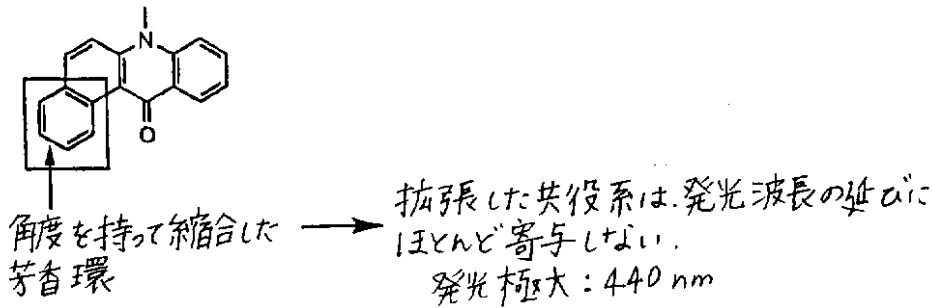 N
O
角度を持って縮合した
芳香環
拡張した共役系は、発光波長の延びに
ほとんど寄与しない.
発光極大:440 nm